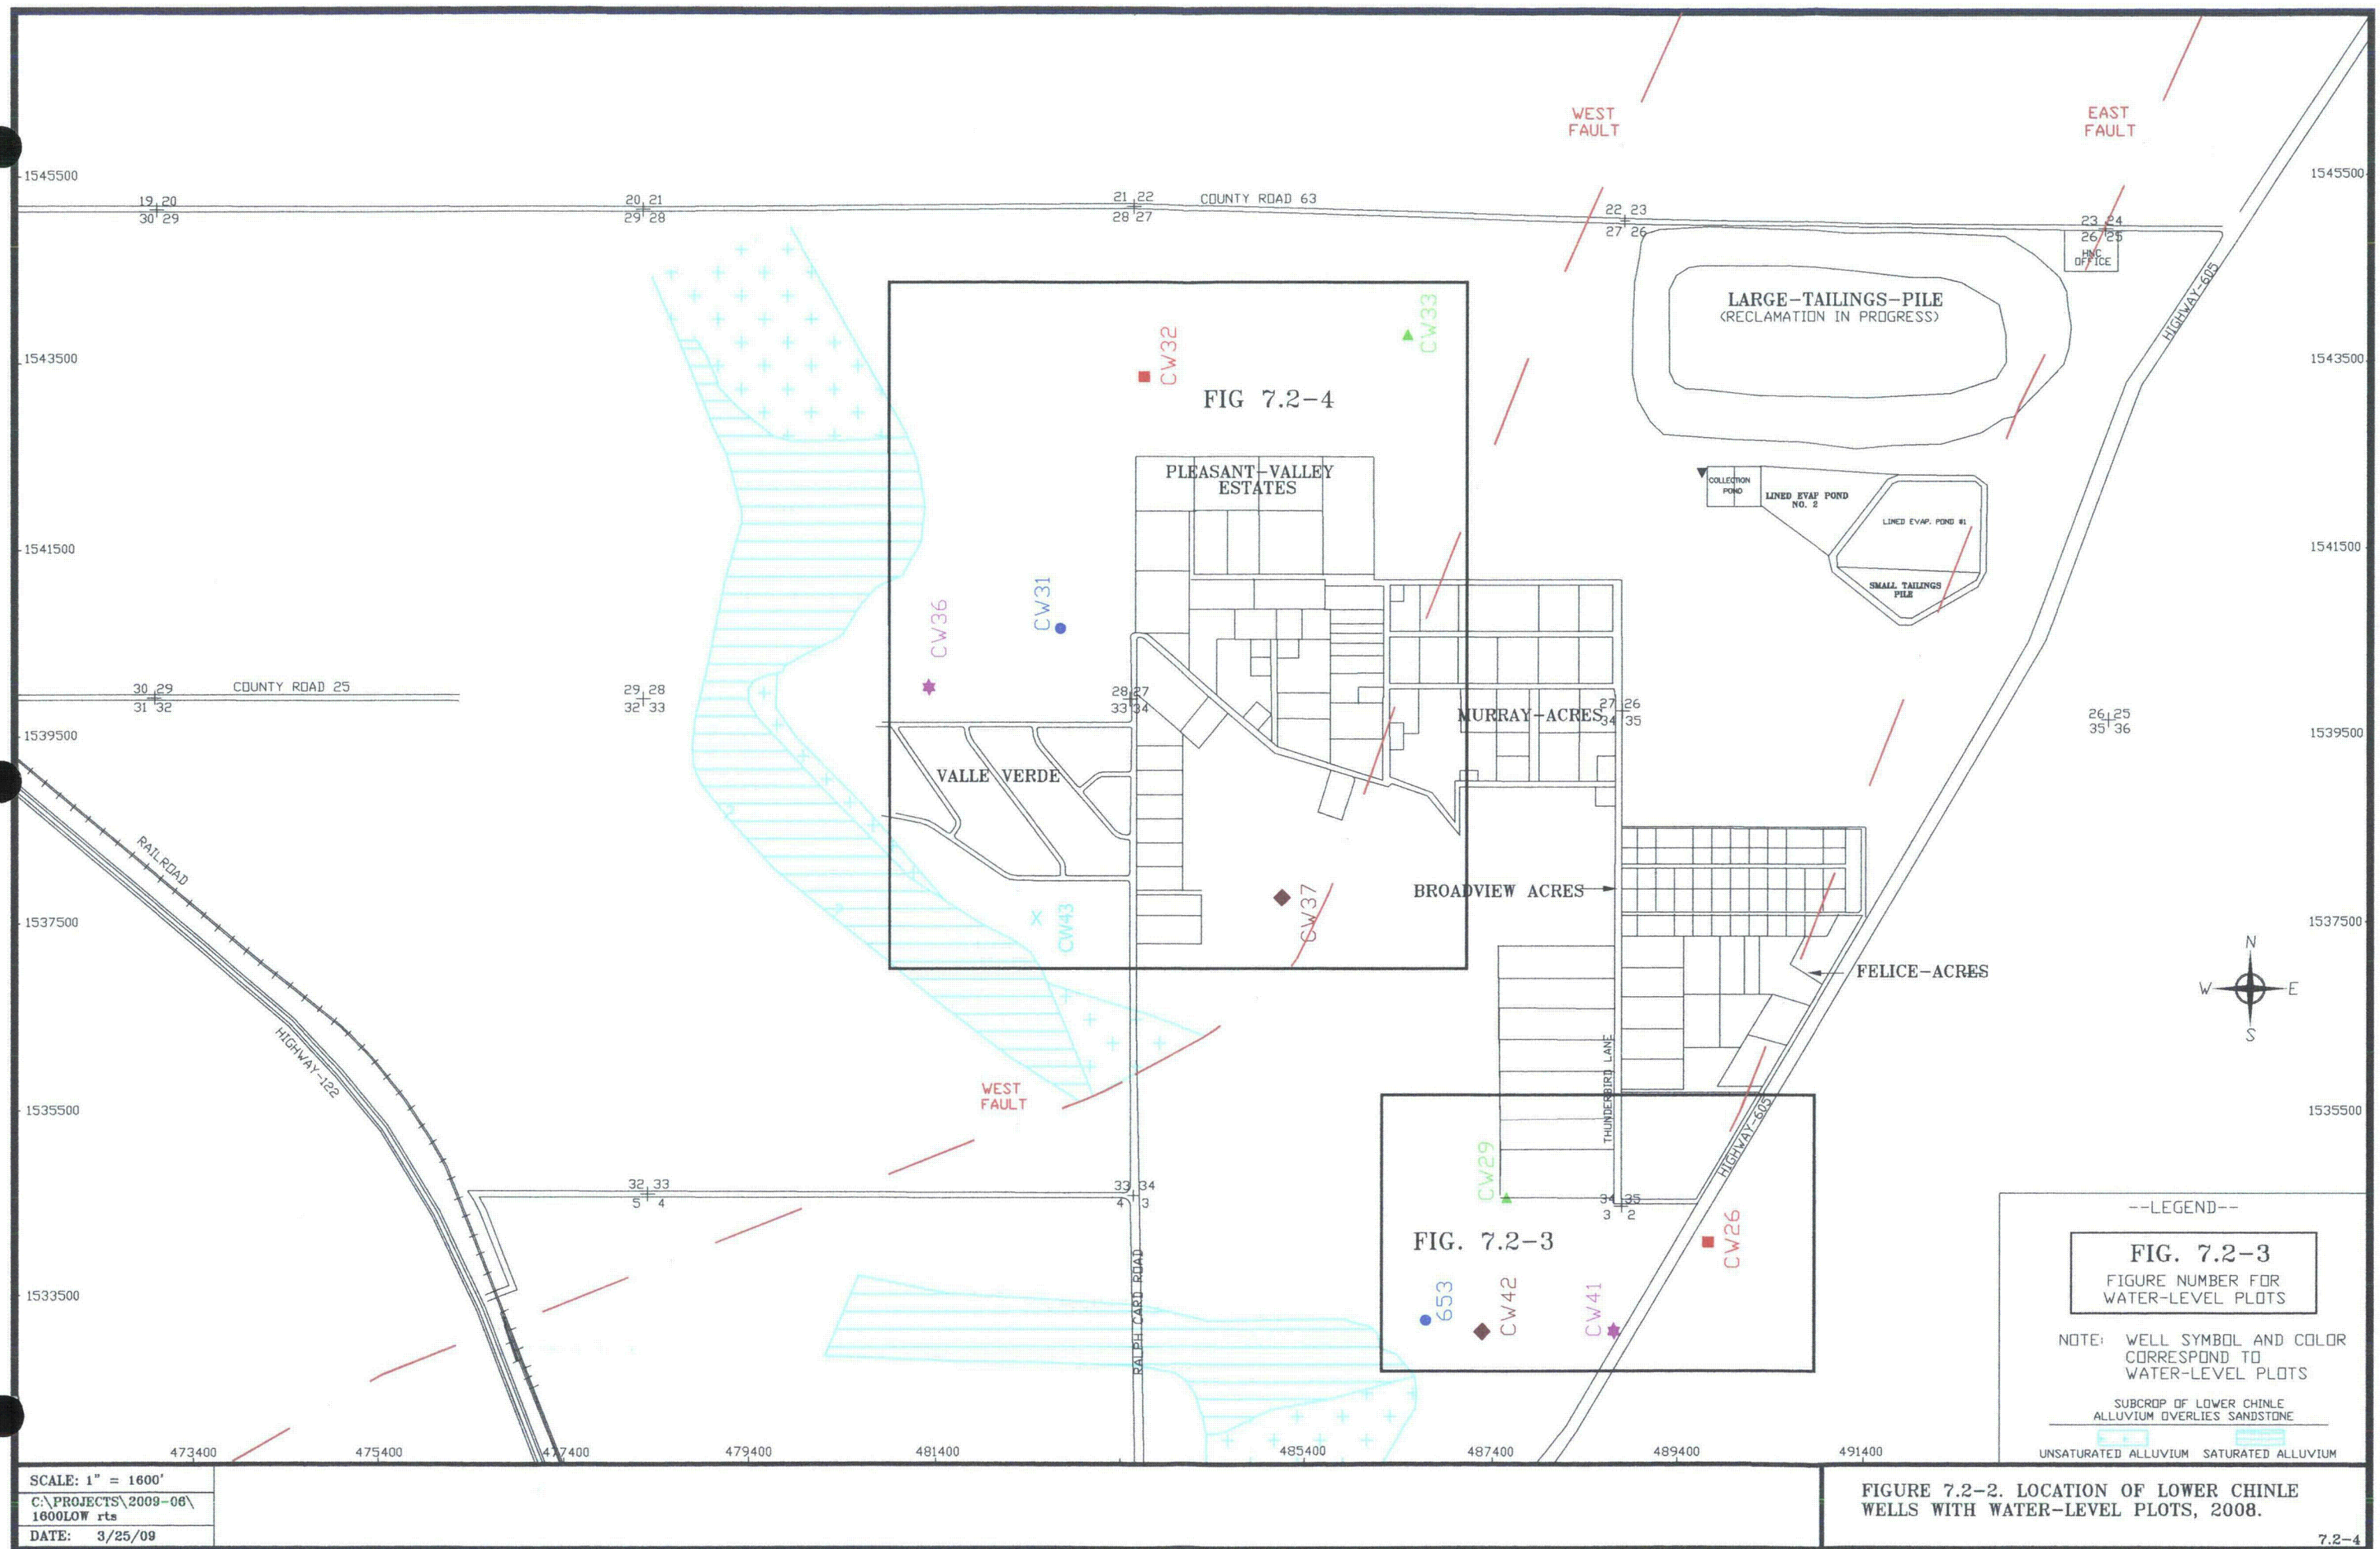 WEST
FAULT
EAST
FAULT
1545500
1545500
19 20
30 29
20 21
29 28
21 22
28 27
COUNTY ROAD 63
22 23
27 26
23 24
26 25
HMC
OFFICE
HIGHWAY-605
LARGE-TAILINGS-PILE
(RECLAMATION IN PROGRESS)
CW33
CW32
1543500
1543500
FIG 7.2-4
PLEASANT-VALLEY
ESTATES
COLLECTION
POND
LINED EVAP POND
NO. 2
LINED EVAP. POND #1
SMALL TAILINGS
PILE
1541500
1541500
CW31
CW36
30 29
31 32
COUNTY ROAD 25
29 28
32 33
28 27
33 34
27 26
34 35
26 25
35 36
MURRAY-ACRES
1539500
1539500
VALLE VERDE
RAILROAD
BROADVIEW ACRES
CW37
CW43
1537500
1537500
FELICE-ACRES
N
W
E
S
HIGHWAY-122
THUNDERBIRD LANE
WEST
FAULT
1535500
1535500
HIGHWAY-605
CW29
32 33
5 4
33 34
4 3
34 35
3 2
FIG. 7.2-3
CW26
RALPH CARD ROAD
653
CW42
CW41
1533500
--LEGEND--
FIG. 7.2-3
FIGURE NUMBER FOR
WATER-LEVEL PLOTS
NOTE: WELL SYMBOL AND COLOR
CORRESPOND TO
WATER-LEVEL PLOTS
SUBCROP OF LOWER CHINLE
ALLUVIUM OVERLIES SANDSTONE
UNSATURATED ALLUVIUM SATURATED ALLUVIUM
473400
475400
477400
479400
481400
485400
487400
489400
491400
SCALE: 1" = 1600'
C:\PROJECTS\2009-06\
1600LOW rts
DATE: 3/25/09
FIGURE 7.2-2. LOCATION OF LOWER CHINLE
WELLS WITH WATER-LEVEL PLOTS, 2008.
7.2-4